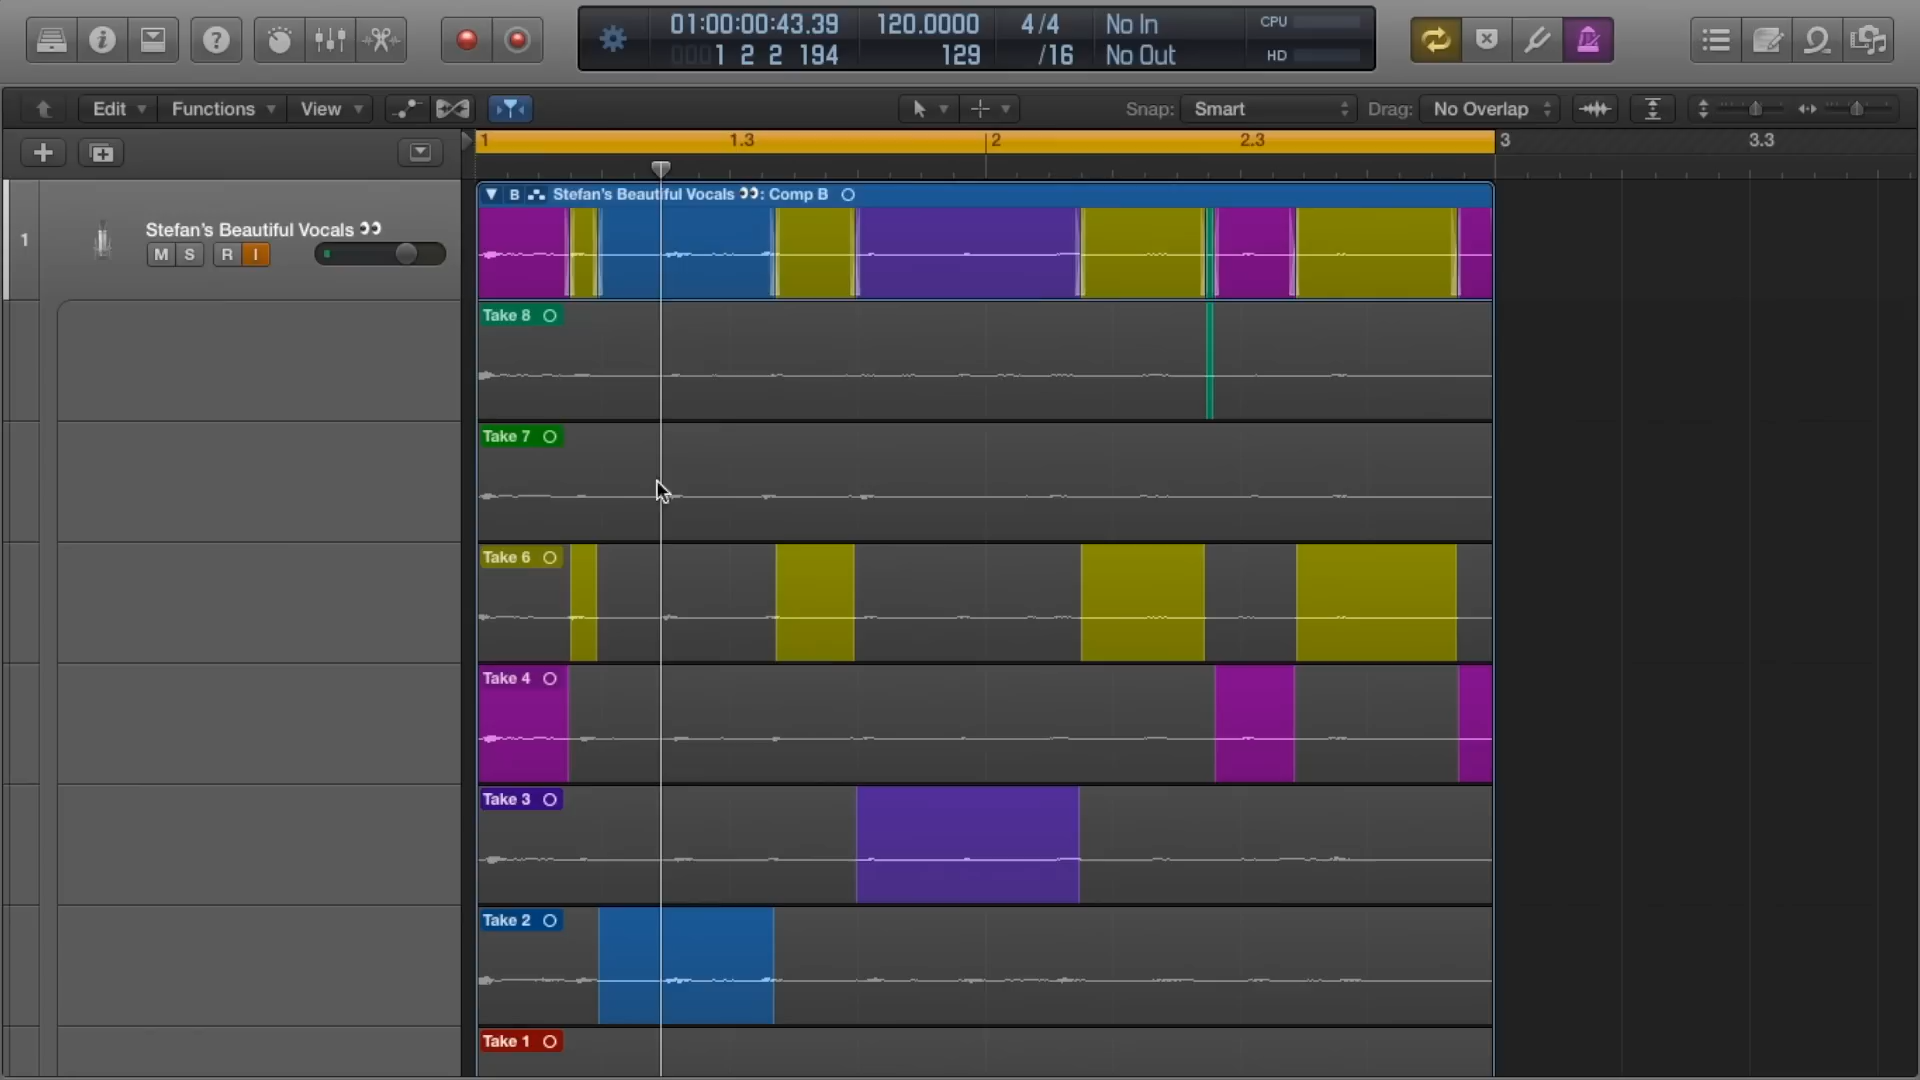 01:00:00:43.39 120.0000 4/4 No In CPU
0001 2 2 194 129 /16 No Out HD
Edit Functions View Snap: Smart Drag: No Overlap
1 1.3 2 2.3 3 3.3
B Stefan's Beautiful Vocals 👀: Comp B
1 Stefan's Beautiful Vocals 👀
M S R I
Take 8
Take 7
Take 6
Take 4
Take 3
Take 2
Take 1